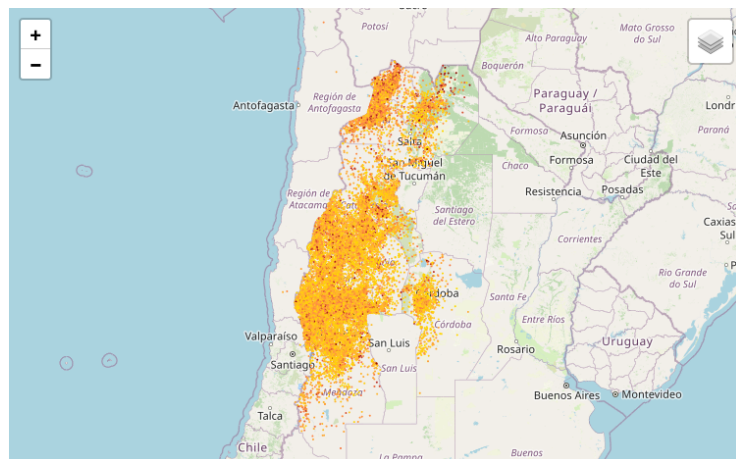 +
−
Potosí
Alto Paraguay
Mato Grosso
do Sul
Boquerón
Paraguay /
Paraguái
Antofagasta
Región de
Antofagasta
Londr
Paraná
Salta
Formosa
Asunción
San Miguel
de Tucumán
Chaco
Formosa
Ciudad del
Este
Región de
Atacama
Cat
Resistencia
Posadas
Santiago
del Estero
Corrientes
Caxias
Sul
Rio Grande
do Sul
Córdoba
Santa Fe
Entre Ríos
Valparaíso
Santiago
San Luis
San Luis
Córdoba
Rosario
Uruguay
Mendoza
Buenos Aires
Montevideo
Talca
Chile
La Pampa
Buenos